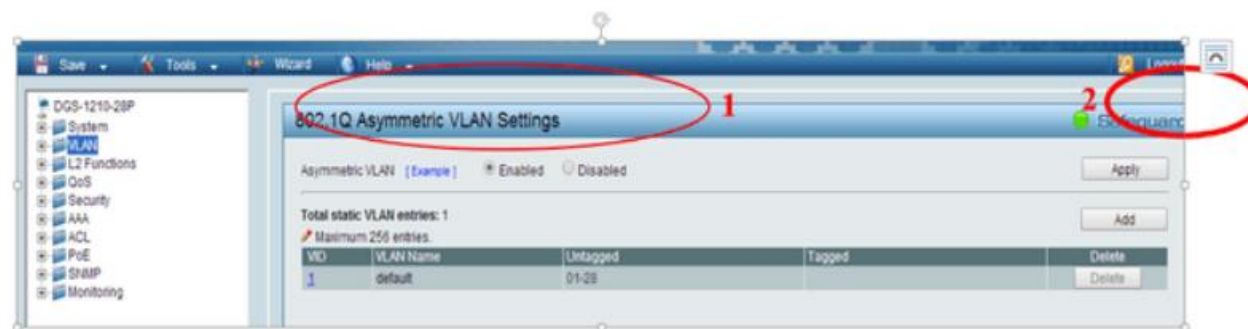 Save Tools Wizard Help Logout
DGS-1210-28P
System
VLAN
L2 Functions
QoS
Security
AAA
ACL
PoE
SNMP
Monitoring
1
2
802.1Q Asymmetric VLAN Settings
Safeguard
Asymmetric VLAN [Example] Enabled Disabled Apply
Total static VLAN entries: 1
Add
Maximum 256 entries.
VID VLAN Name Untagged Tagged Delete
1 default 01-28 Delete